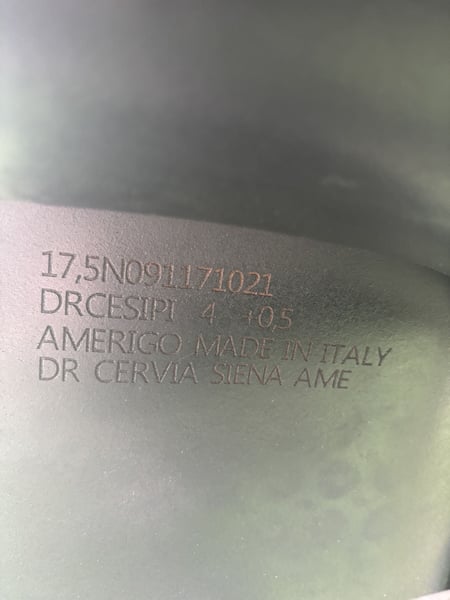 17,5N091171021
DRCESIPI 4 +0,5
AMERIGO MADE IN ITALY
DR CERVIA SIENA AME